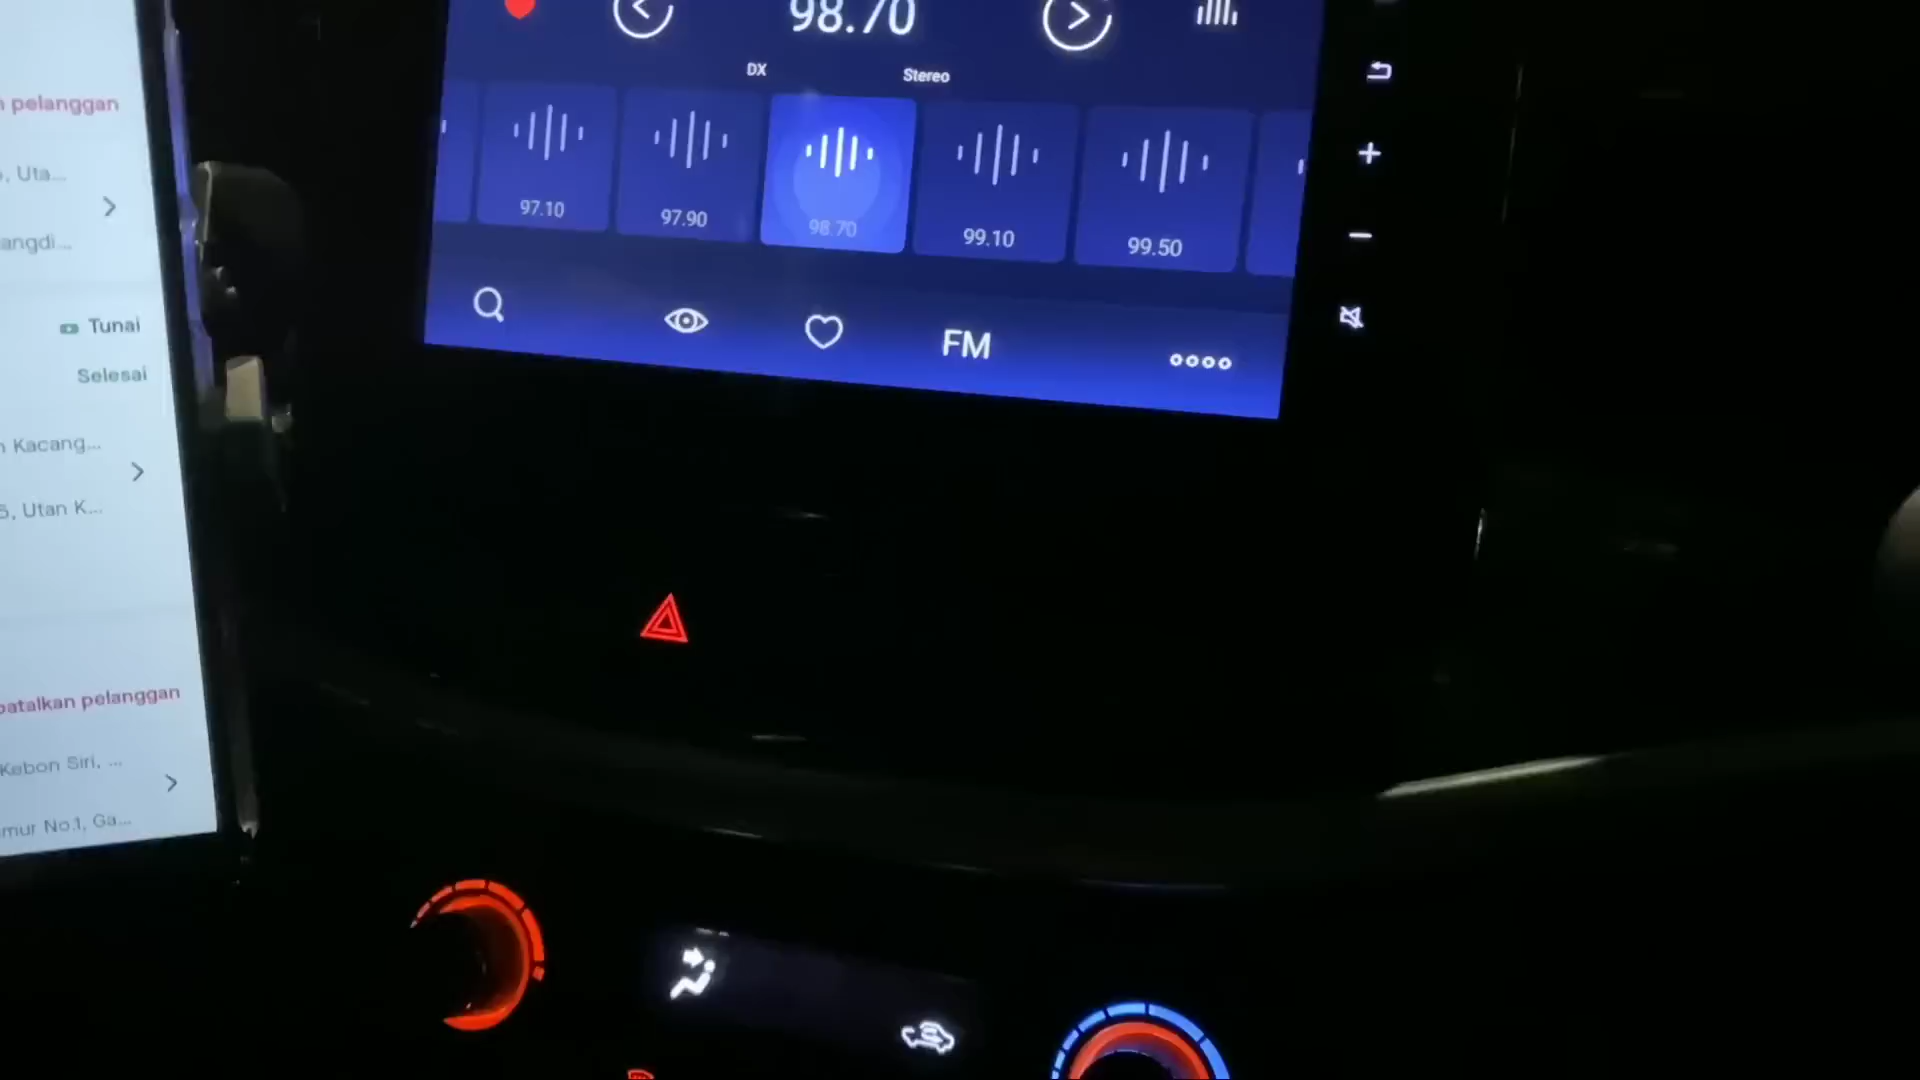 pelanggan
, Uta...
angdi...
Tunai
Selesai
Kacang...
5, Utan K...
batalkan pelanggan
Kebon Siri, ...
mur No.1, Ga...
98.70
DX
Stereo
97.10
97.90
98.70
99.10
99.50
FM